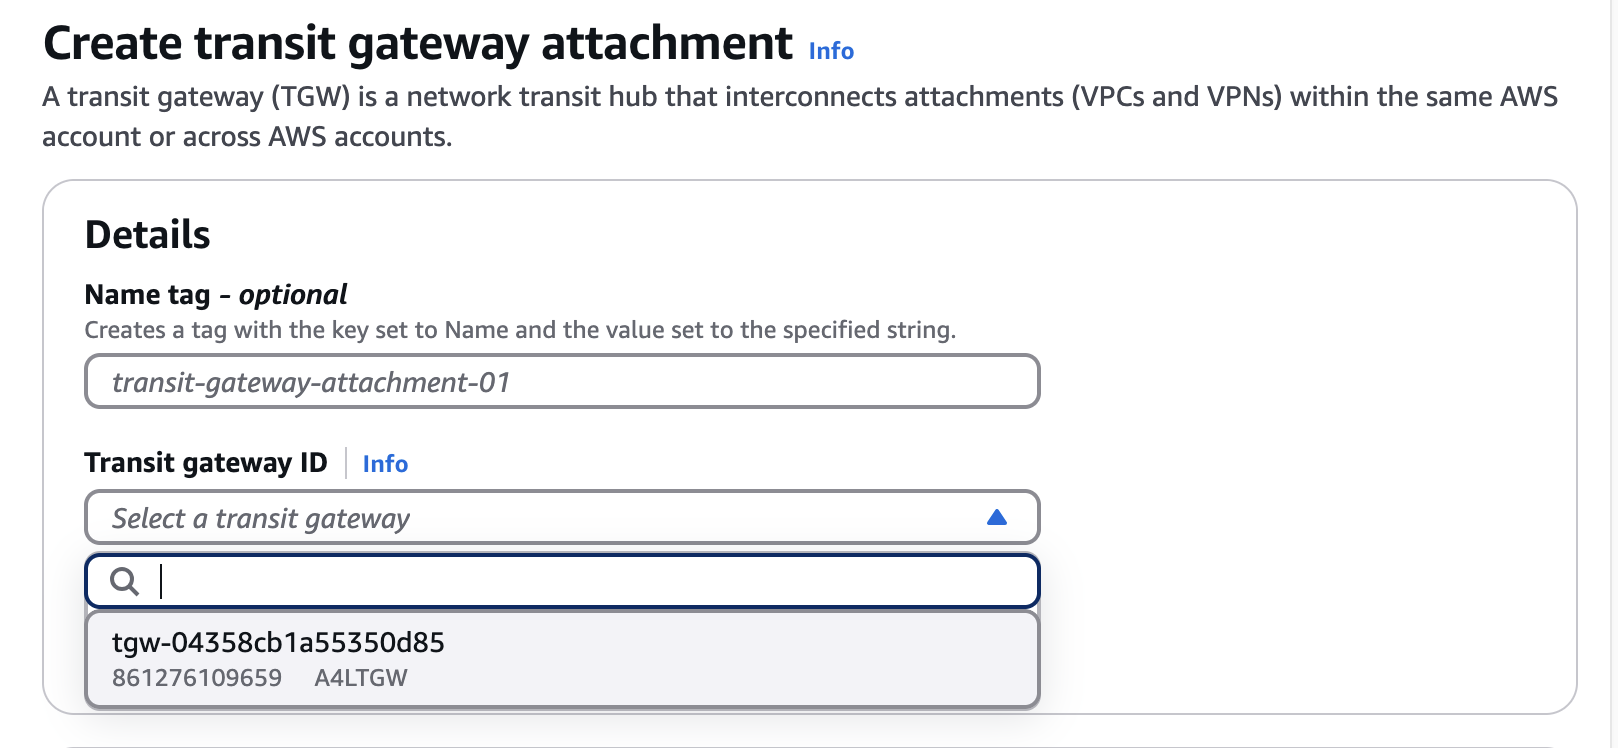 Create transit gateway attachment Info
A transit gateway (TGW) is a network transit hub that interconnects attachments (VPCs and VPNs) within the same AWS
account or across AWS accounts.
Details
Name tag - optional
Creates a tag with the key set to Name and the value set to the specified string.
transit-gateway-attachment-01
Transit gateway ID Info
Select a transit gateway
tgw-04358cb1a55350d85
861276109659 A4LTGW